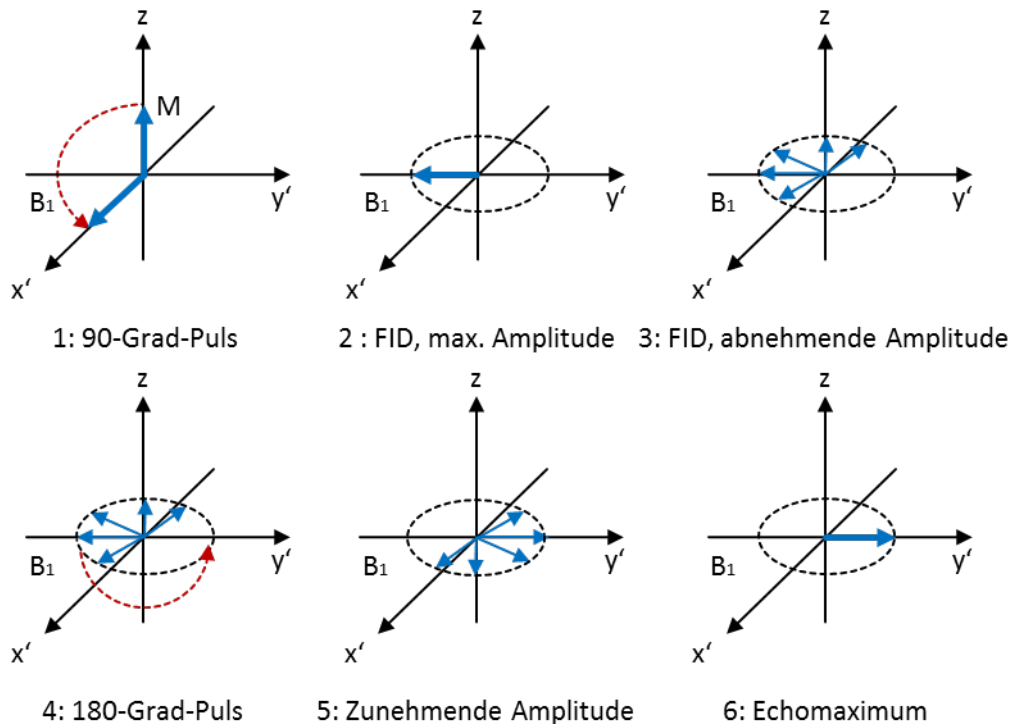 z z z
M
B1 y‘ B1 y‘ B1 y‘
x‘ x‘ x‘
1: 90-Grad-Puls 2 : FID, max. Amplitude 3: FID, abnehmende Amplitude
z z z
B1 y‘ B1 y‘ B1 y‘
x‘ x‘ x‘
4: 180-Grad-Puls 5: Zunehmende Amplitude 6: Echomaximum